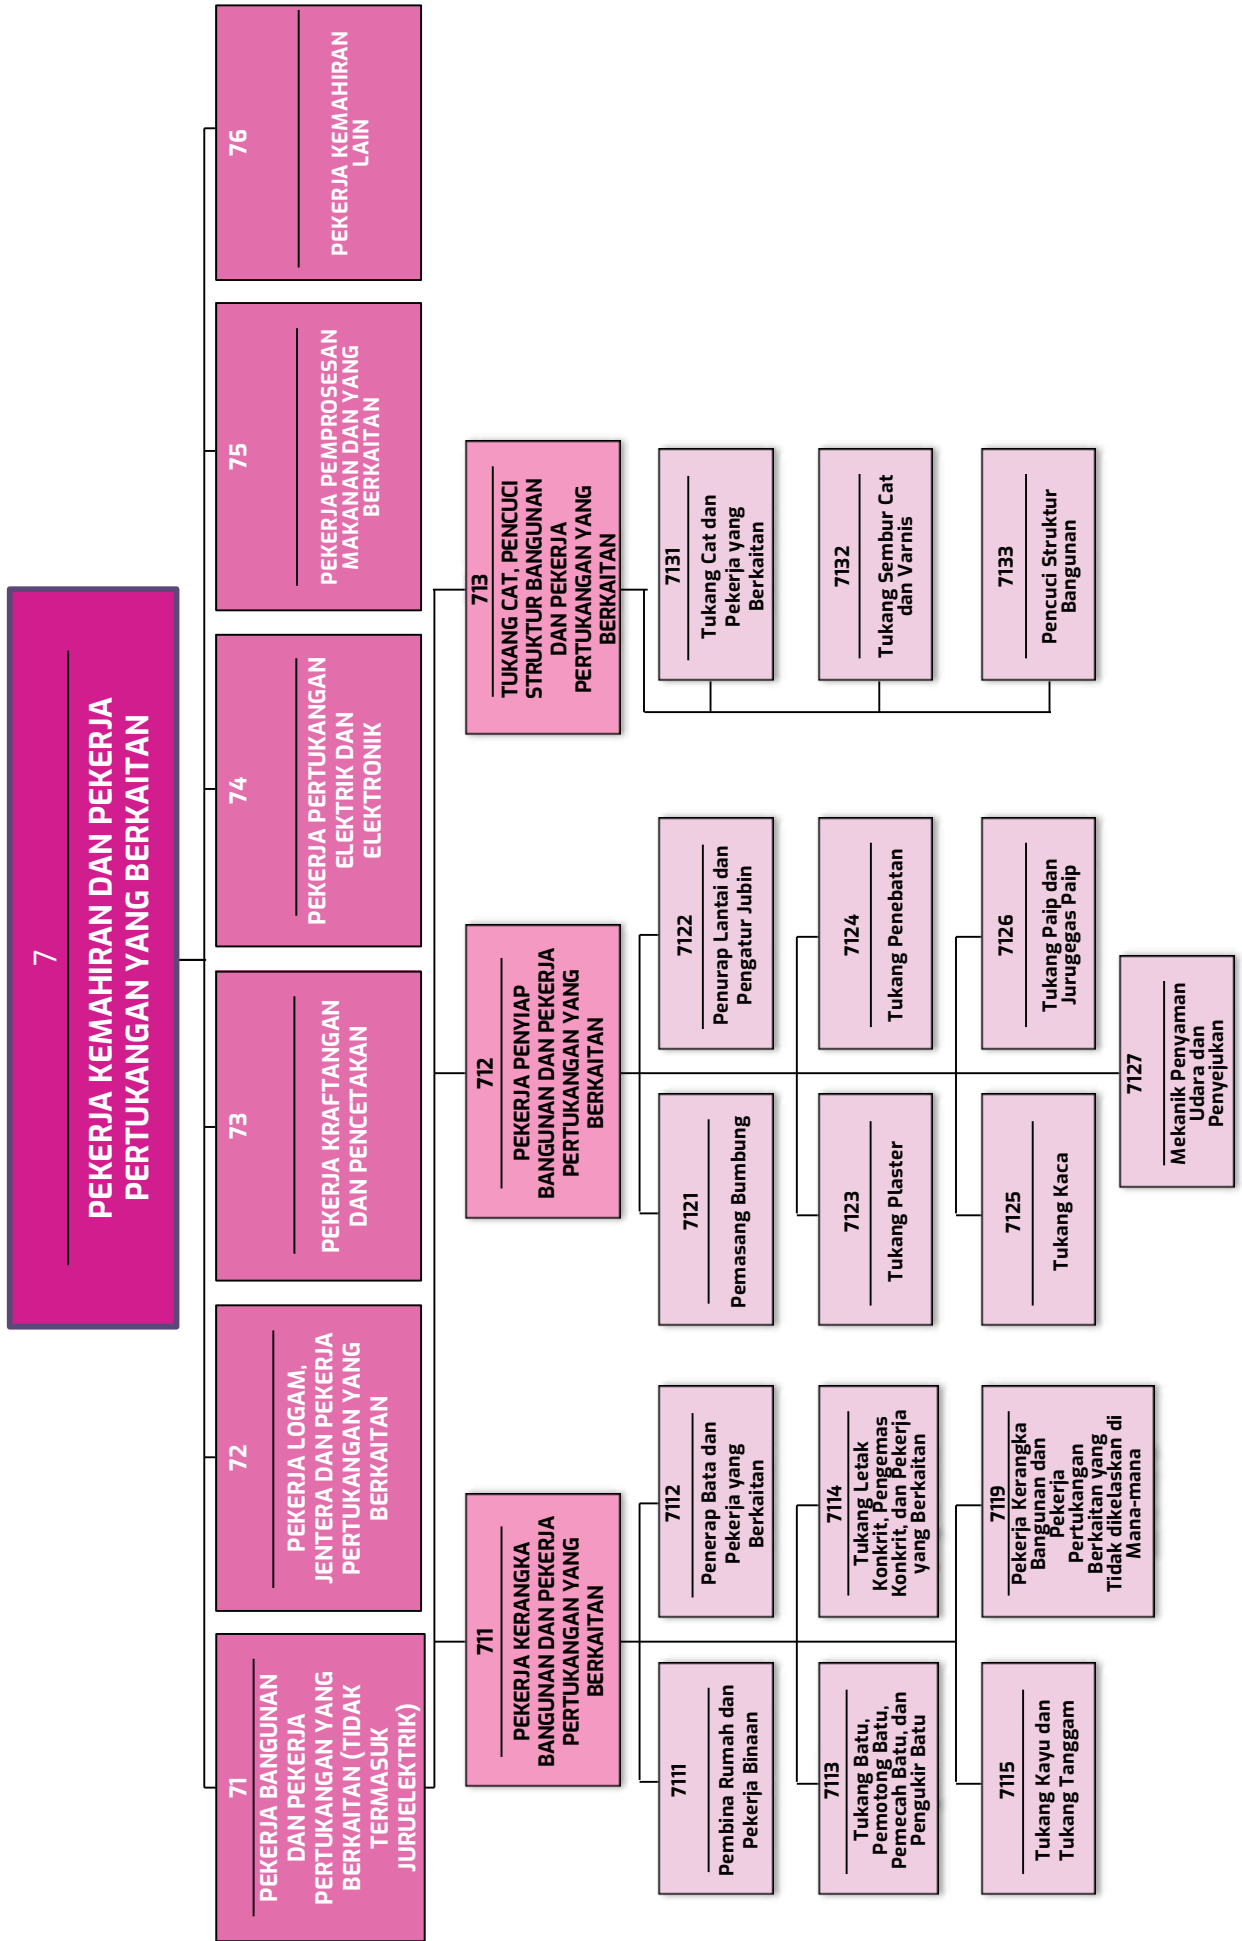 7
PEKERJA KEMAHIRAN DAN PEKERJA
PERTUKANGAN YANG BERKAITAN
71
PEKERJA BANGUNAN
DAN PEKERJA
PERTUKANGAN YANG
BERKAITAN (TIDAK
TERMASUK
JURUELEKTRIK)
72
PEKERJA LOGAM,
JENTERA DAN PEKERJA
PERTUKANGAN YANG
BERKAITAN
73
PEKERJA KRAFTANGAN
DAN PENCETAKAN
74
PEKERJA PERTUKANGAN
ELEKTRIK DAN
ELEKTRONIK
75
PEKERJA PEMPROSESAN
MAKANAN DAN YANG
BERKAITAN
76
PEKERJA KEMAHIRAN
LAIN
711
PEKERJA KERANGKA
BANGUNAN DAN PEKERJA
PERTUKANGAN YANG
BERKAITAN
712
PEKERJA PENYIAP
BANGUNAN DAN PEKERJA
PERTUKANGAN YANG
BERKAITAN
713
TUKANG CAT, PENCUCI
STRUKTUR BANGUNAN
DAN PEKERJA
PERTUKANGAN YANG
BERKAITAN
7111
Pembina Rumah dan
Pekerja Binaan
7112
Penerap Bata dan
Pekerja yang
Berkaitan
7121
Pemasang Bumbung
7122
Penurap Lantai dan
Pengatur Jubin
7131
Tukang Cat dan
Pekerja yang
Berkaitan
7113
Tukang Batu,
Pemotong Batu,
Pemecah Batu, dan
Pengukir Batu
7114
Tukang Letak
Konkrit, Pengemas
Konkrit, dan Pekerja
yang Berkaitan
7123
Tukang Plaster
7124
Tukang Penebatan
7132
Tukang Sembur Cat
dan Varnis
7115
Tukang Kayu dan
Tukang Tanggam
7119
Pekerja Kerangka
Bangunan dan
Pekerja
Pertukangan
Berkaitan yang
Tidak dikelaskan di
Mana-mana
7125
Tukang Kaca
7126
Tukang Paip dan
Jurugegas Paip
7133
Pencuci Struktur
Bangunan
7127
Mekanik Penyaman
Udara dan
Penyejukan